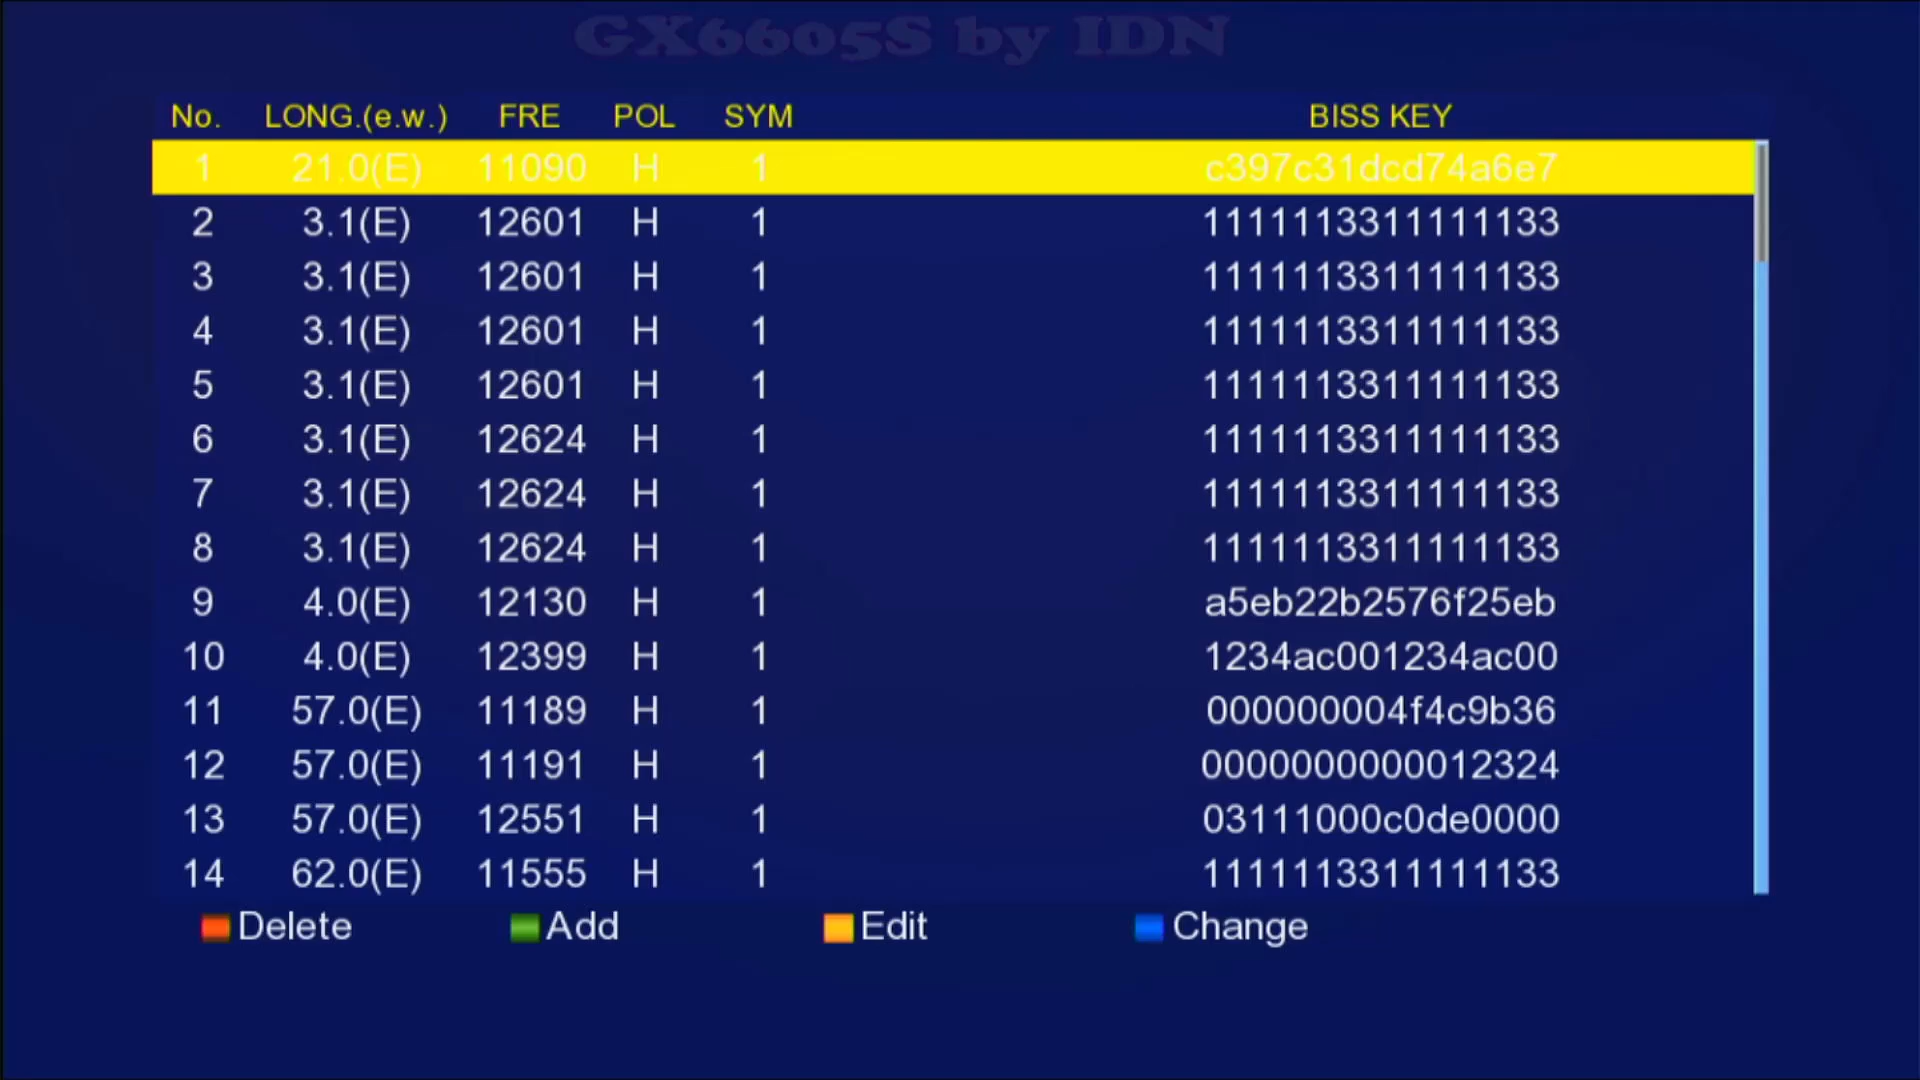 GX6605S by IDN
No. LONG.(e.w.) FRE POL SYM BISS KEY
1 21.0(E) 11090 H 1 c397c31dcd74a6e7
2 3.1(E) 12601 H 1 1111113311111133
3 3.1(E) 12601 H 1 1111113311111133
4 3.1(E) 12601 H 1 1111113311111133
5 3.1(E) 12601 H 1 1111113311111133
6 3.1(E) 12624 H 1 1111113311111133
7 3.1(E) 12624 H 1 1111113311111133
8 3.1(E) 12624 H 1 1111113311111133
9 4.0(E) 12130 H 1 a5eb22b2576f25eb
10 4.0(E) 12399 H 1 1234ac001234ac00
11 57.0(E) 11189 H 1 000000004f4c9b36
12 57.0(E) 11191 H 1 0000000000012324
13 57.0(E) 12551 H 1 03111000c0de0000
14 62.0(E) 11555 H 1 1111113311111133
Delete Add Edit Change